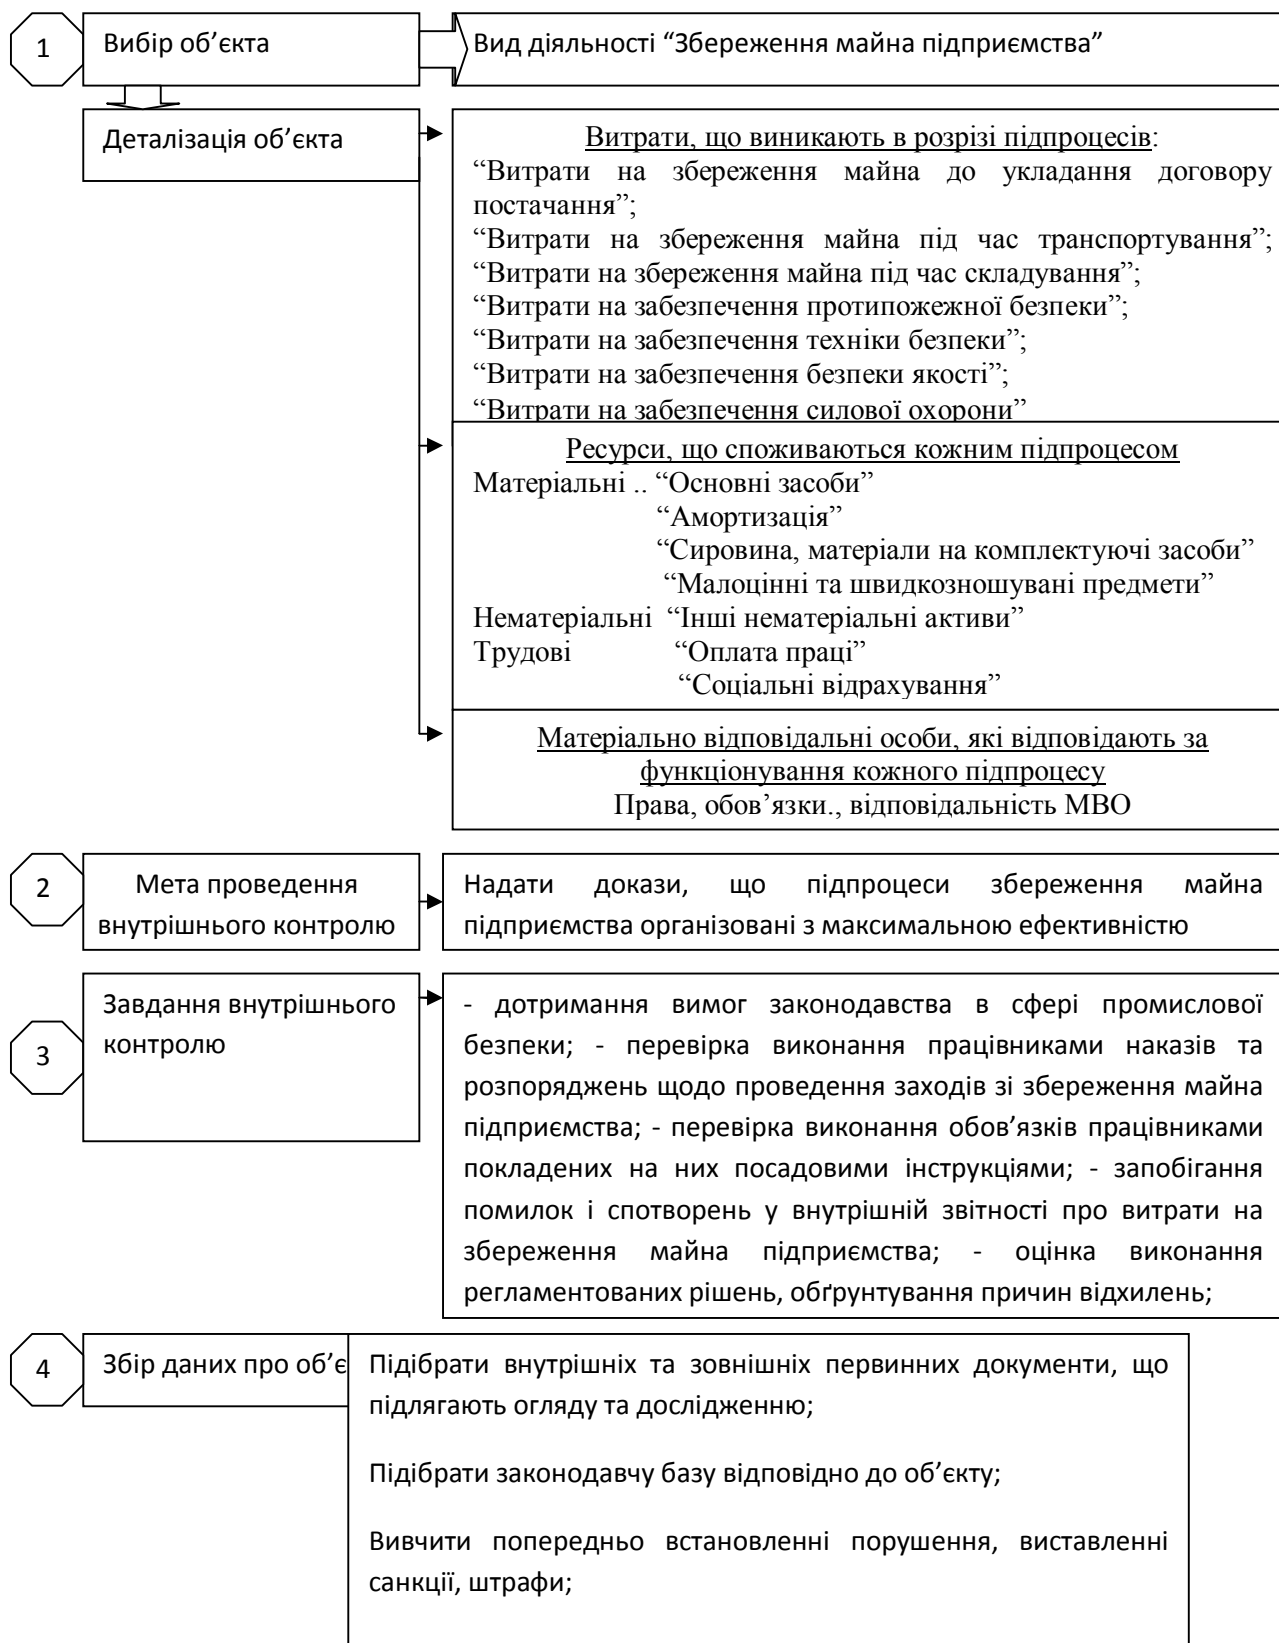 1
Вибір об’єкта
Вид діяльності “Збереження майна підприємства”
Деталізація об’єкта
Витрати, що виникають в розрізі підпроцесів:
“Витрати на збереження майна до укладання договору
постачання”;
“Витрати на збереження майна під час транспортування”;
“Витрати на збереження майна під час складування”;
“Витрати на забезпечення протипожежної безпеки”;
“Витрати на забезпечення техніки безпеки”;
“Витрати на забезпечення безпеки якості”;
“Витрати на забезпечення силової охорони”
Ресурси, що споживаються кожним підпроцесом
Матеріальні .. “Основні засоби”
“Амортизація”
“Сировина, матеріали на комплектуючі засоби”
“Малоцінні та швидкозношувані предмети”
Нематеріальні “Інші нематеріальні активи”
Трудові “Оплата праці”
“Соціальні відрахування”
Матеріально відповідальні особи, які відповідають за
функціонування кожного підпроцесу
Права, обов’язки., відповідальність МВО
2
Мета проведення
внутрішнього контролю
Надати докази, що підпроцеси збереження майна
підприємства організовані з максимальною ефективністю
3
Завдання внутрішнього
контролю
- дотримання вимог законодавства в сфері промислової
безпеки; - перевірка виконання працівниками наказів та
розпоряджень щодо проведення заходів зі збереження майна
підприємства; - перевірка виконання обов’язків працівниками
покладених на них посадовими інструкціями; - запобігання
помилок і спотворень у внутрішній звітності про витрати на
збереження майна підприємства; - оцінка виконання
регламентованих рішень, обґрунтування причин відхилень;
4
Збір даних про об’є
Підібрати внутрішніх та зовнішніх первинних документи, що
підлягають огляду та дослідженню;
Підібрати законодавчу базу відповідно до об’єкту;
Вивчити попередньо встановленні порушення, виставленні
санкції, штрафи;